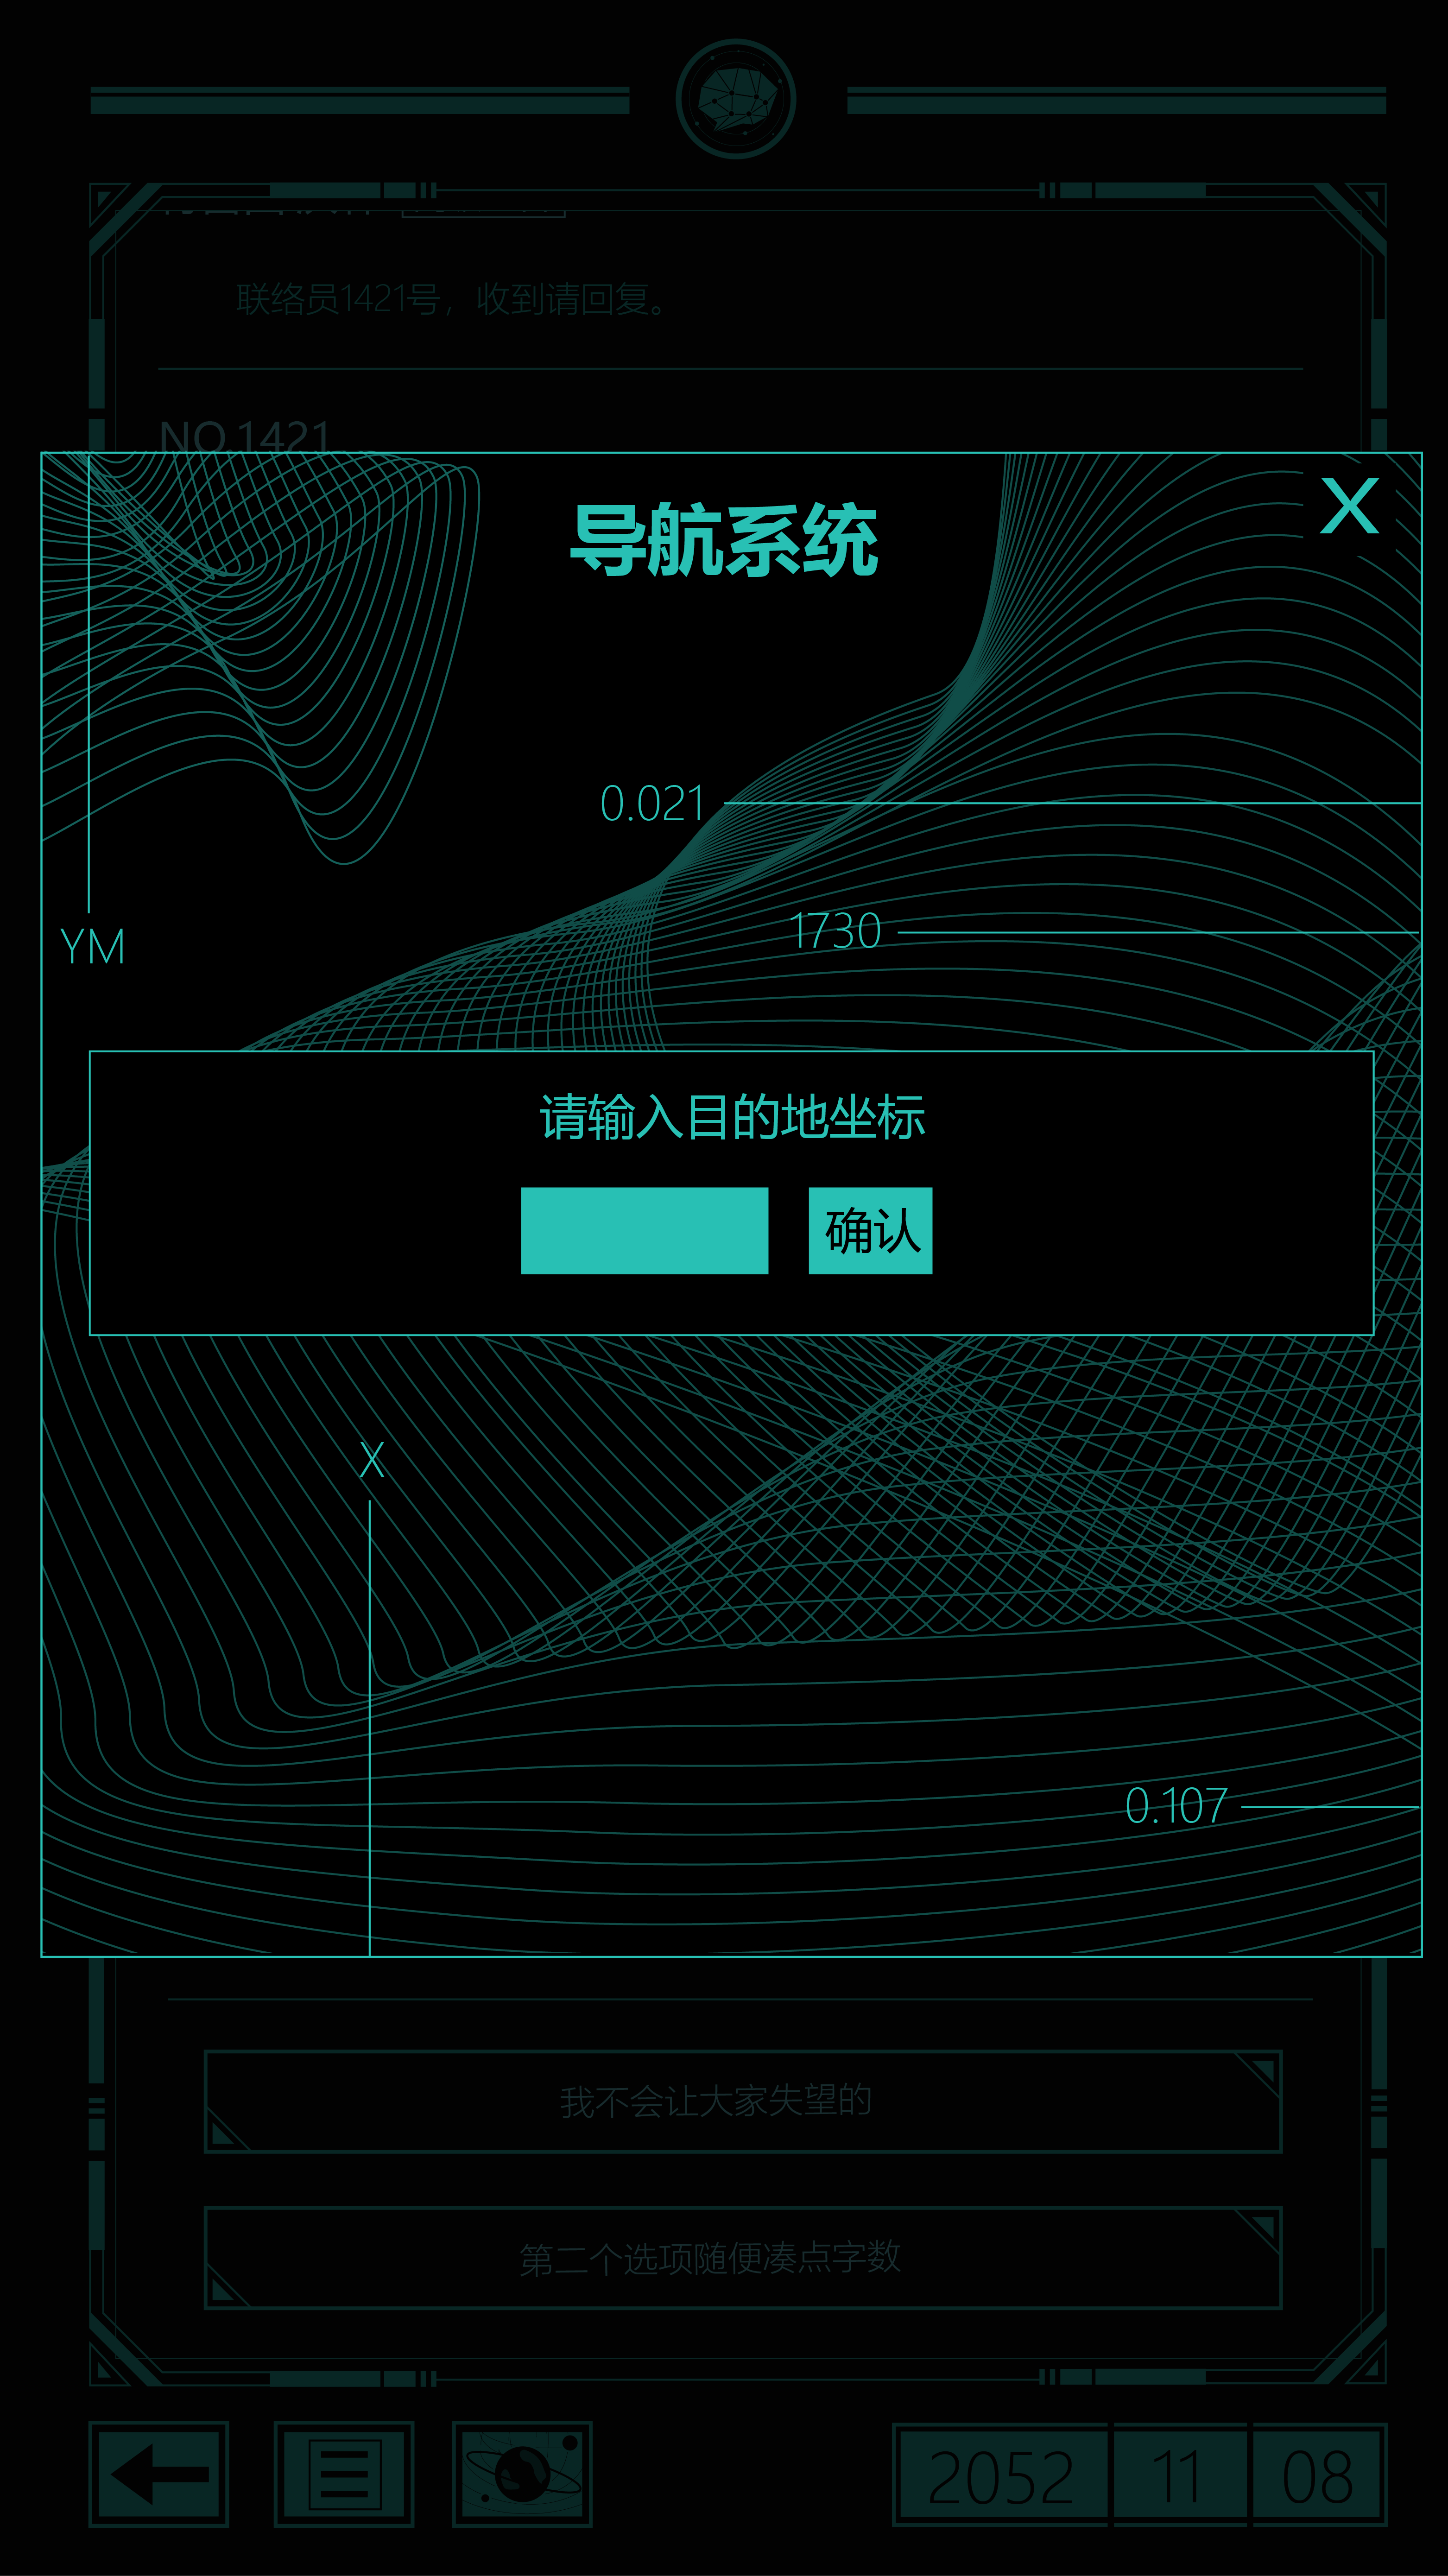 联络员1421号，收到请回复。
NO.1421
导航系统
X
0.021
1730
YM
请输入目的地坐标
确认
X
0.107
我不会让大家失望的
第二个选项随便凑点字数
2052 11 08